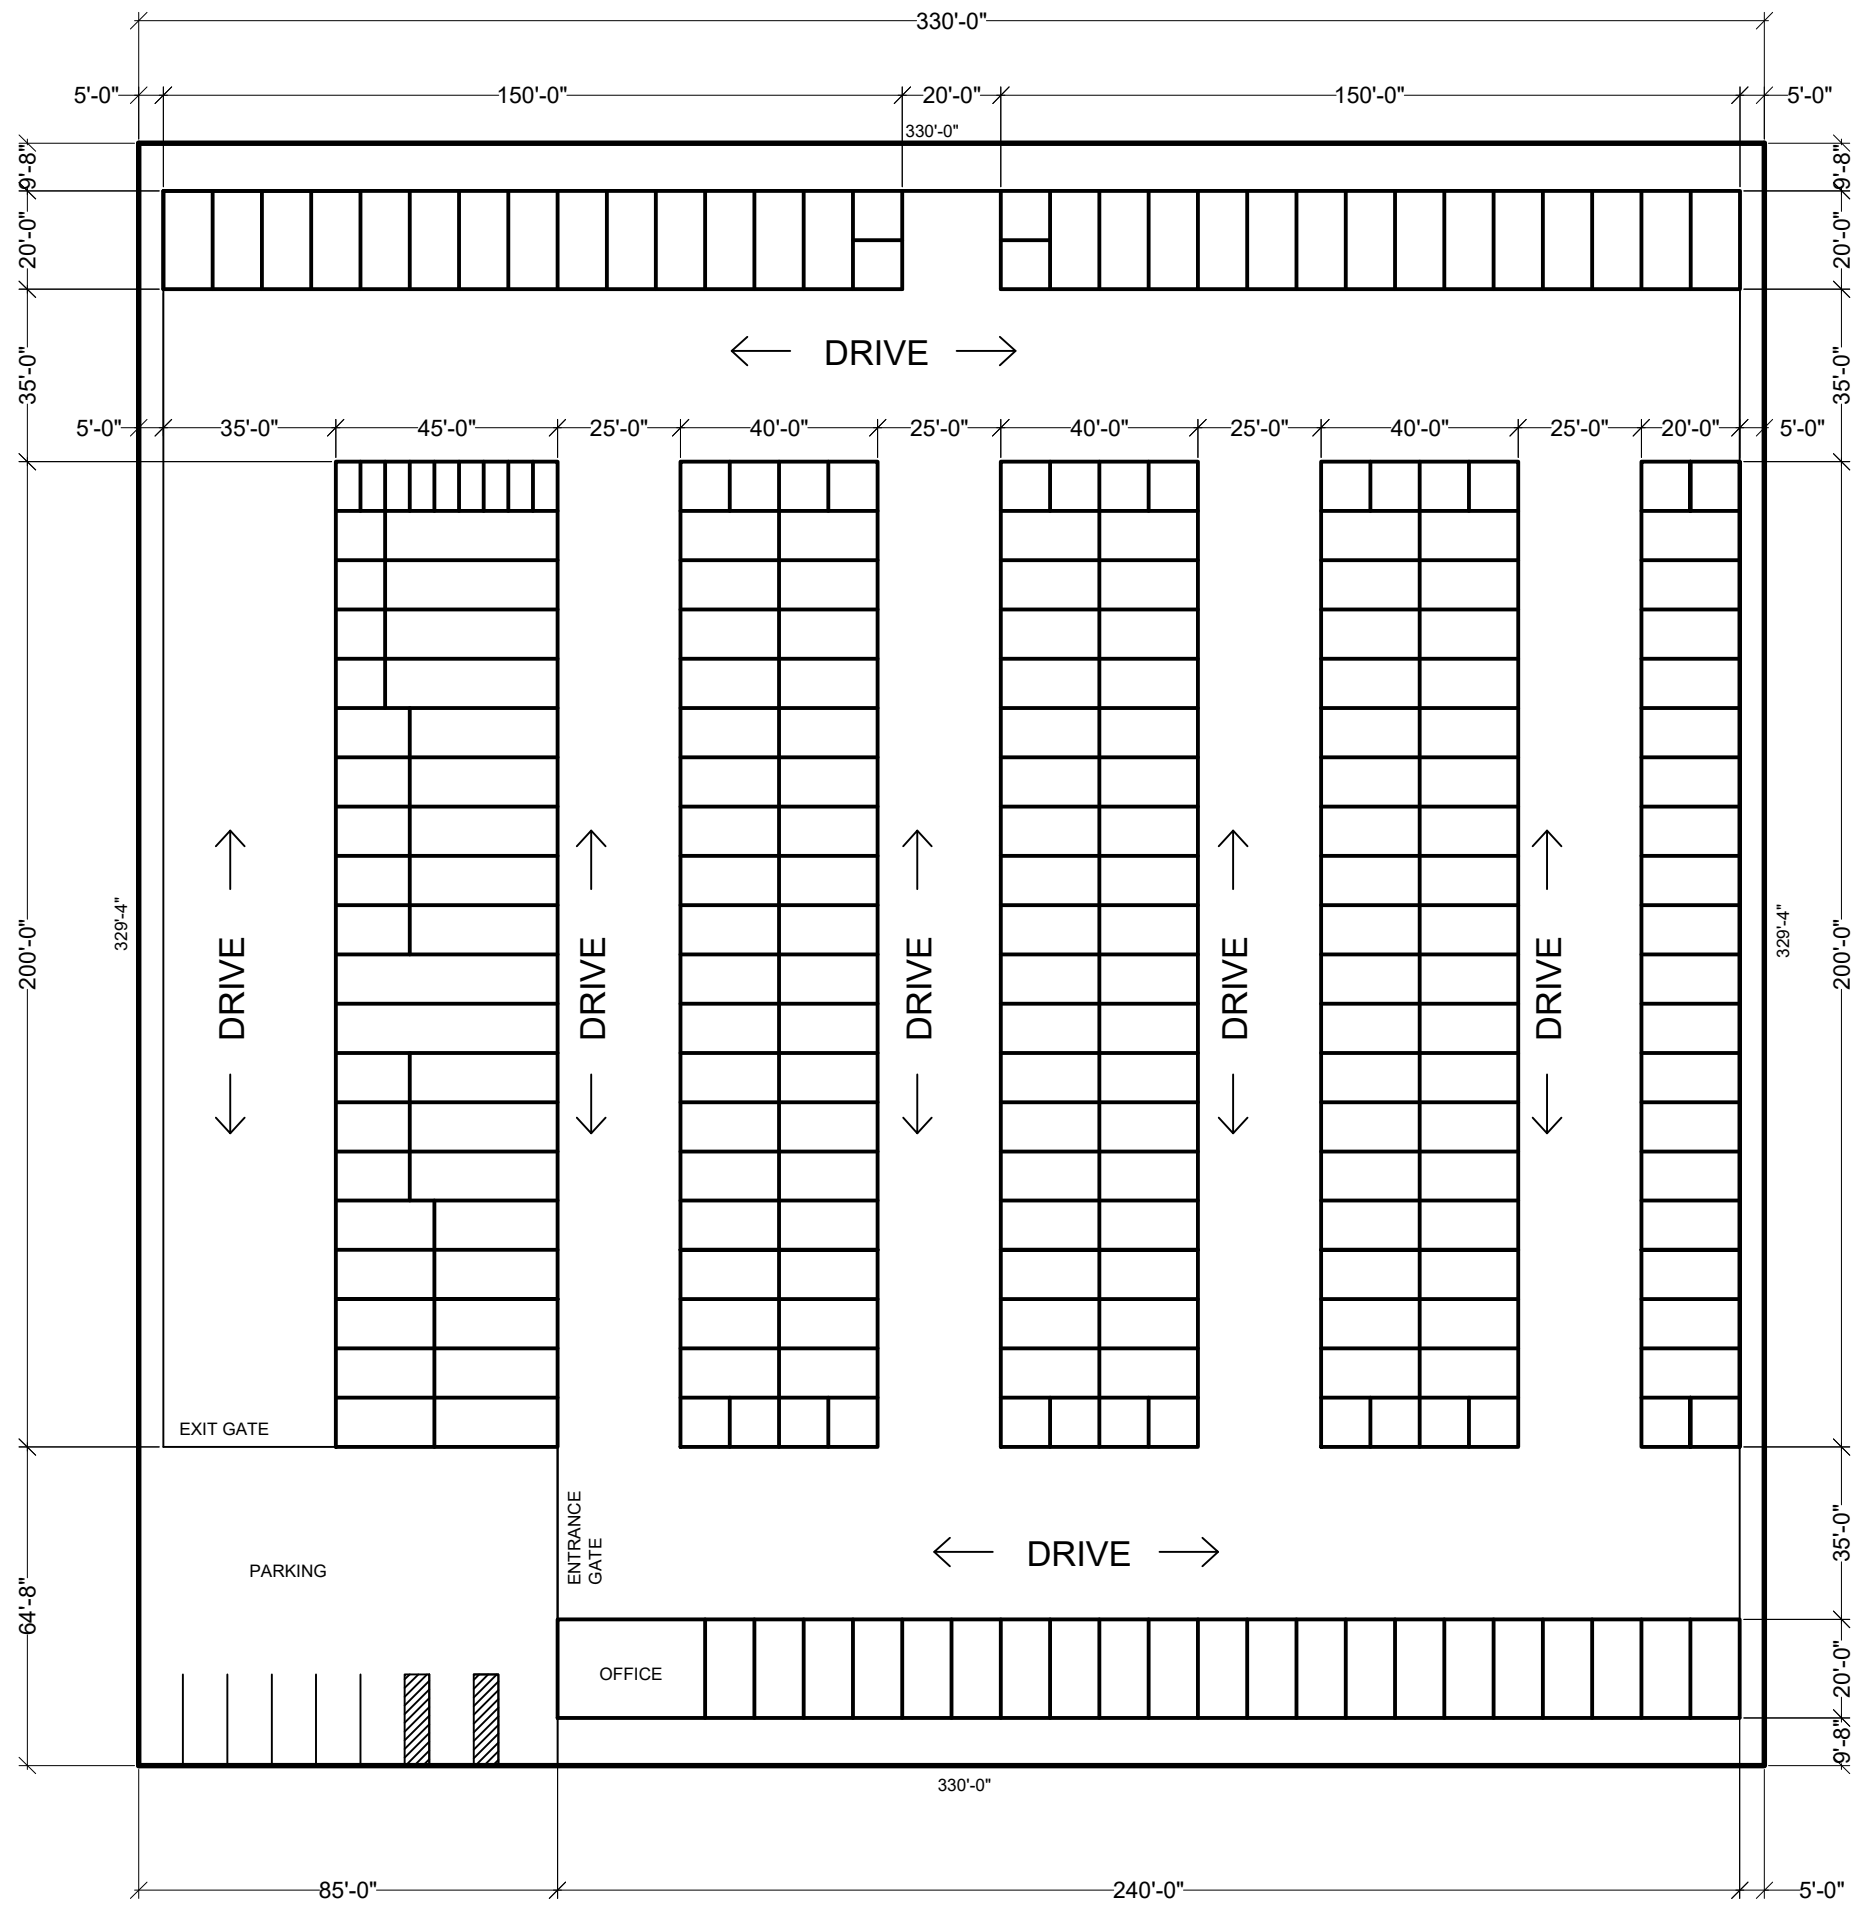 330'-0"
5'-0" 150'-0" 20'-0" 150'-0" 5'-0"
330'-0"
9'-8" 9'-8"
20'-0" 20'-0"
DRIVE
35'-0" 35'-0"
5'-0" 35'-0" 45'-0" 25'-0" 40'-0" 25'-0" 40'-0" 25'-0" 40'-0" 25'-0" 20'-0" 5'-0"
200'-0" 329'-4" DRIVE DRIVE DRIVE DRIVE DRIVE 329'-4" 200'-0"
EXIT GATE
ENTRANCE
GATE
DRIVE
35'-0"
PARKING
64'-8"
OFFICE
20'-0"
9'-8"
330'-0"
85'-0" 240'-0" 5'-0"